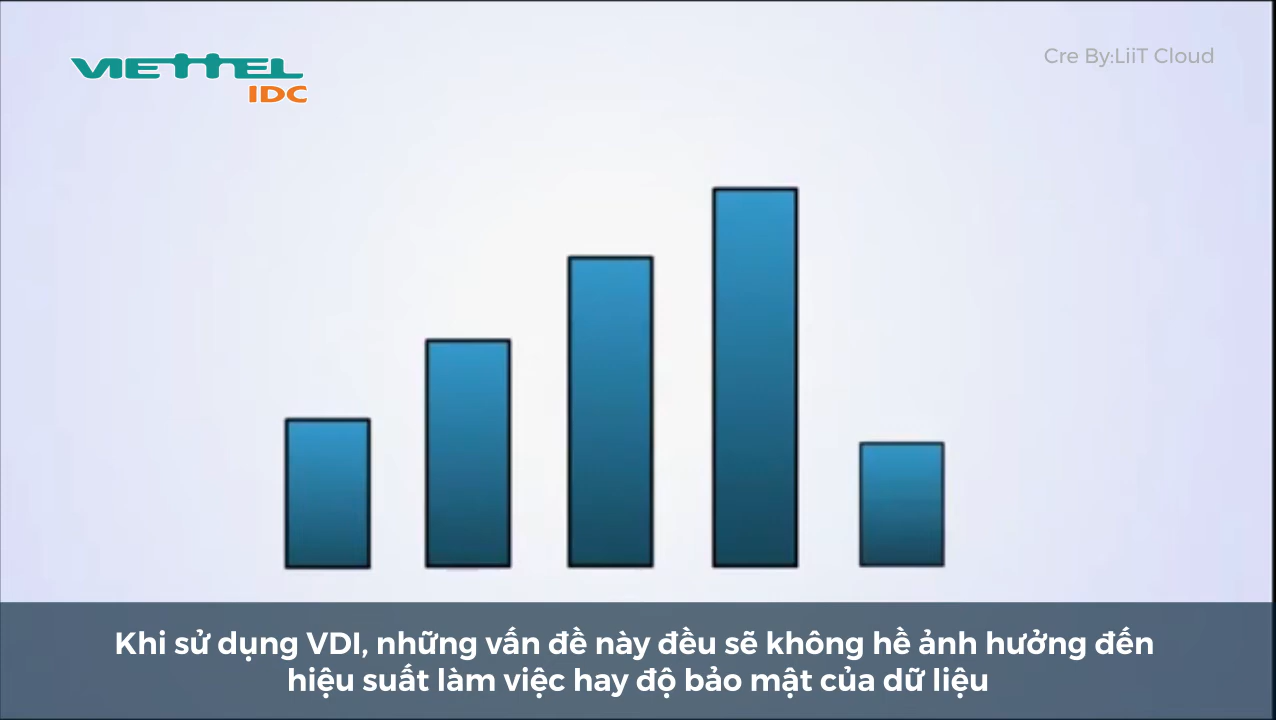 VIETTEL
IDC
Cre By:LiiT Cloud
Khi sử dụng VDI, những vấn đề này đều sẽ không hề ảnh hưởng đến
hiệu suất làm việc hay độ bảo mật của dữ liệu